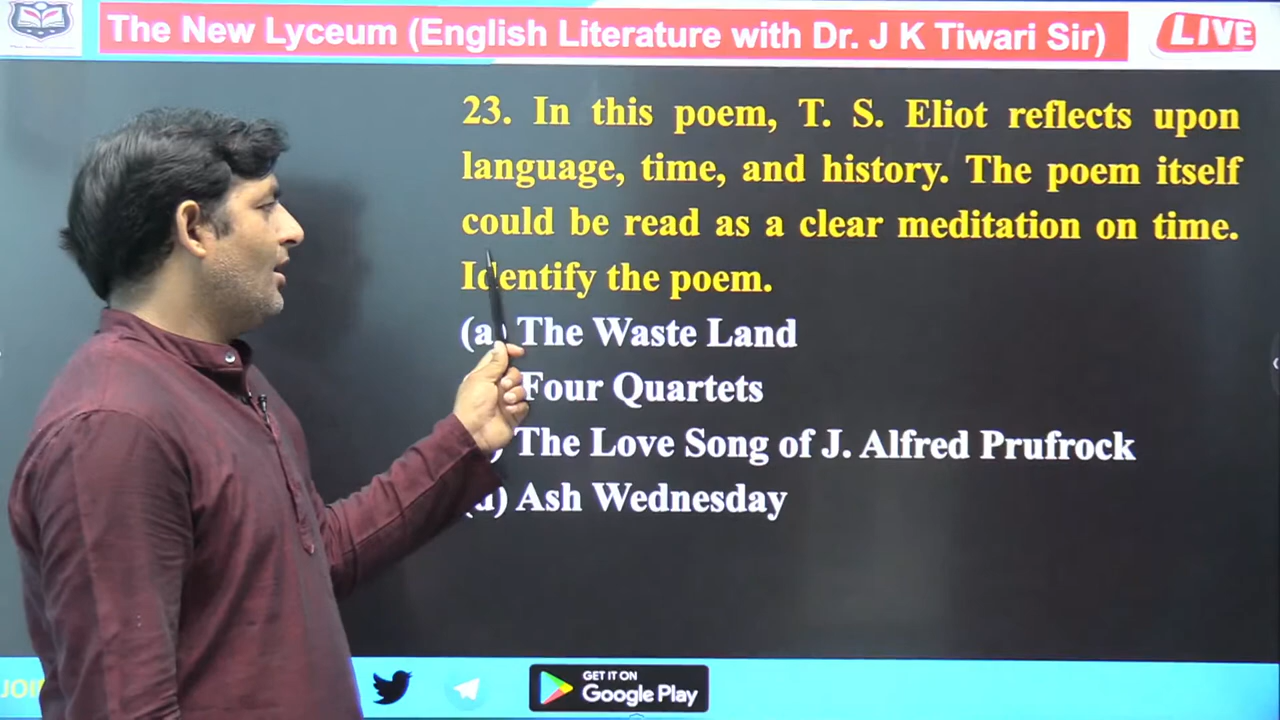 The New Lyceum (English Literature with Dr. J K Tiwari Sir)
LIVE
23. In this poem, T. S. Eliot reflects upon
language, time, and history. The poem itself
could be read as a clear meditation on time.
Identify the poem.
(a) The Waste Land
Four Quartets
) The Love Song of J. Alfred Prufrock
(d) Ash Wednesday
JOI
GET IT ON
Google Play